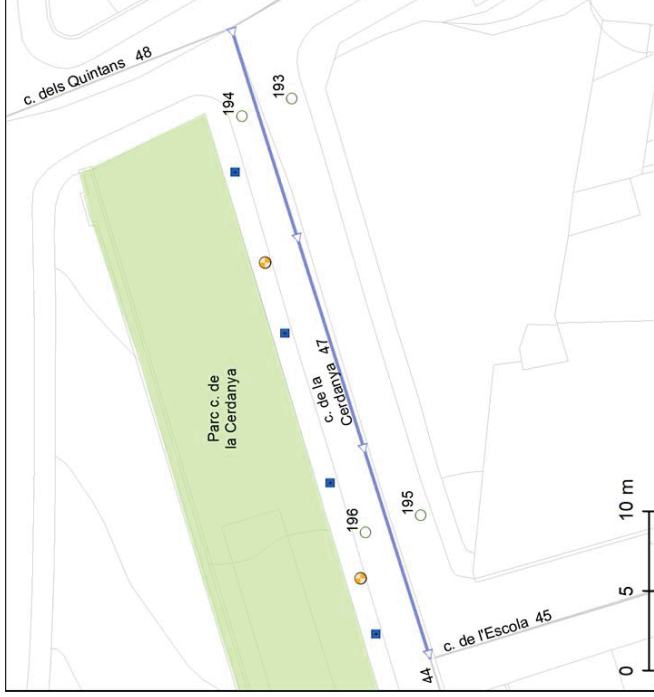 c. dels Quintans 48
194
193
Parc c. de
la Cerdanya
c. de la
Cerdanya 47
196
195
c. de l'Escola 45
44
0 5 10 m